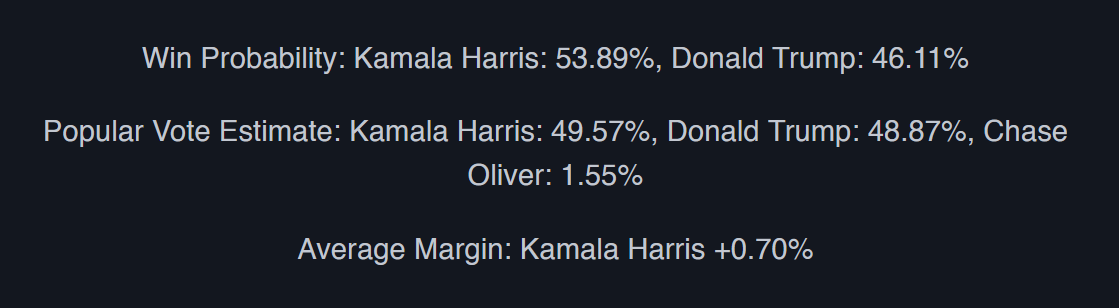 Win Probability: Kamala Harris: 53.89%, Donald Trump: 46.11%
Popular Vote Estimate: Kamala Harris: 49.57%, Donald Trump: 48.87%, Chase
Oliver: 1.55%
Average Margin: Kamala Harris +0.70%